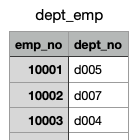 dept_emp
emp_no dept_no
10001 d005
10002 d007
10003 d004